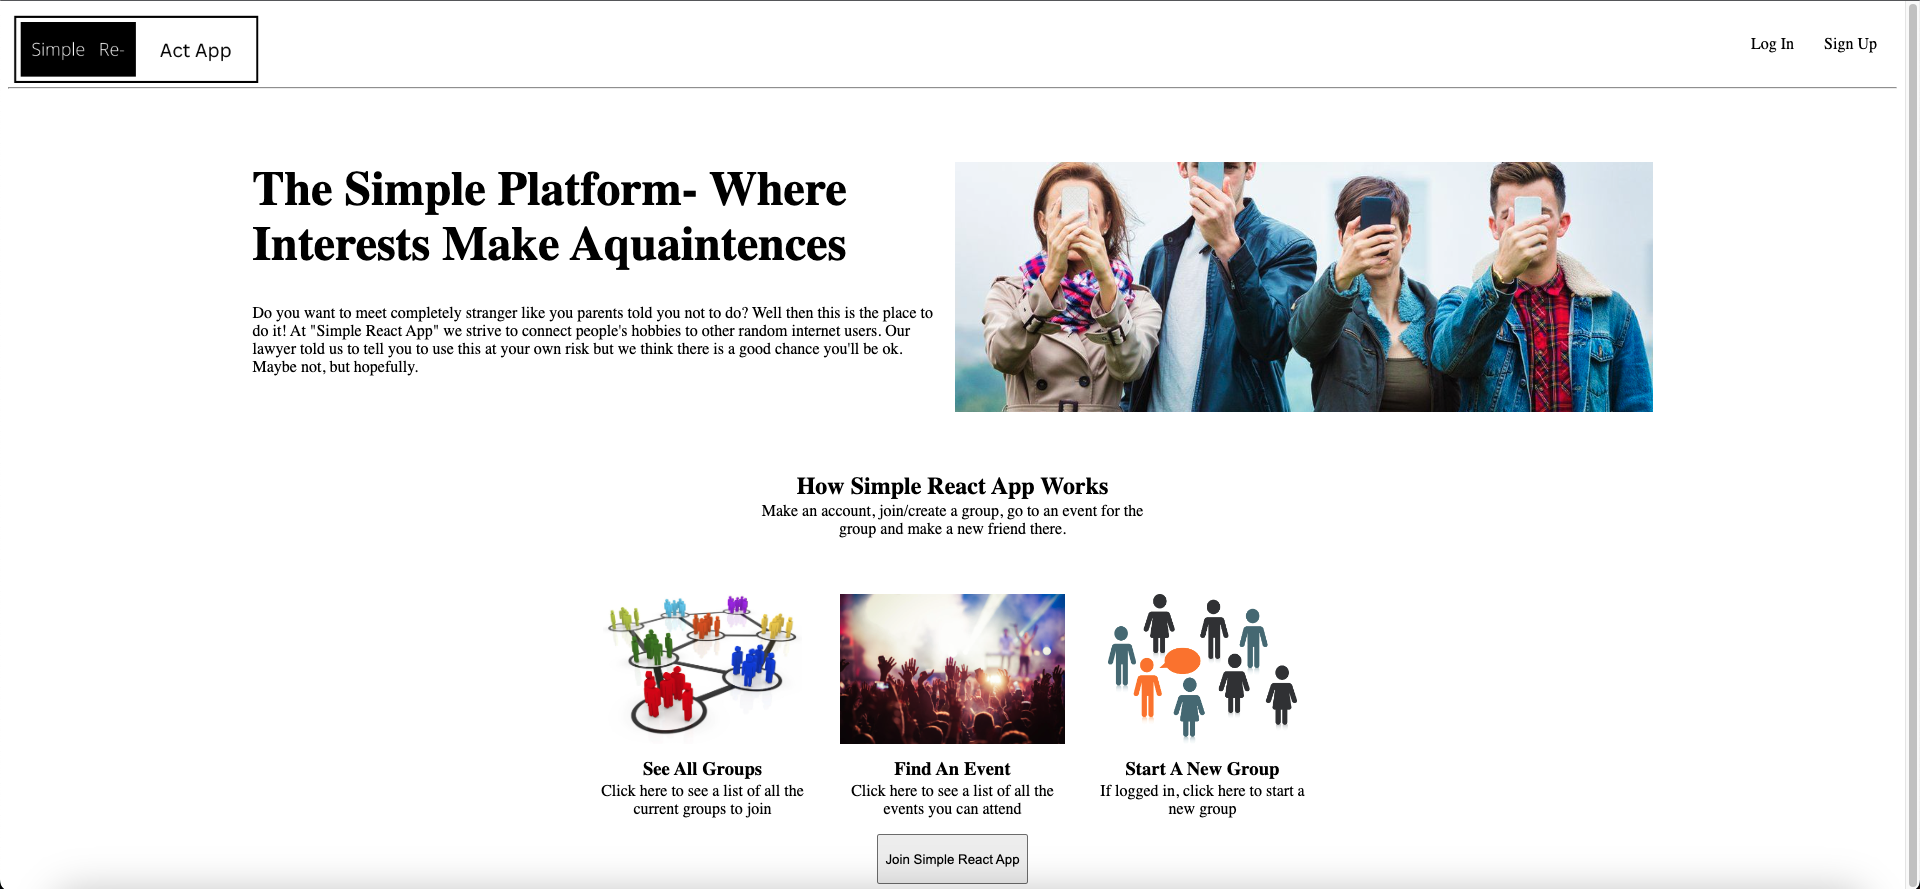 Simple Re- Act App
Log In Sign Up
The Simple Platform- Where
Interests Make Aquaintences
Do you want to meet completely stranger like you parents told you not to do? Well then this is the place to
do it! At "Simple React App" we strive to connect people's hobbies to other random internet users. Our
lawyer told us to tell you to use this at your own risk but we think there is a good chance you'll be ok.
Maybe not, but hopefully.
How Simple React App Works
Make an account, join/create a group, go to an event for the
group and make a new friend there.
See All Groups
Click here to see a list of all the
current groups to join
Find An Event
Click here to see a list of all the
events you can attend
Start A New Group
If logged in, click here to start a
new group
Join Simple React App